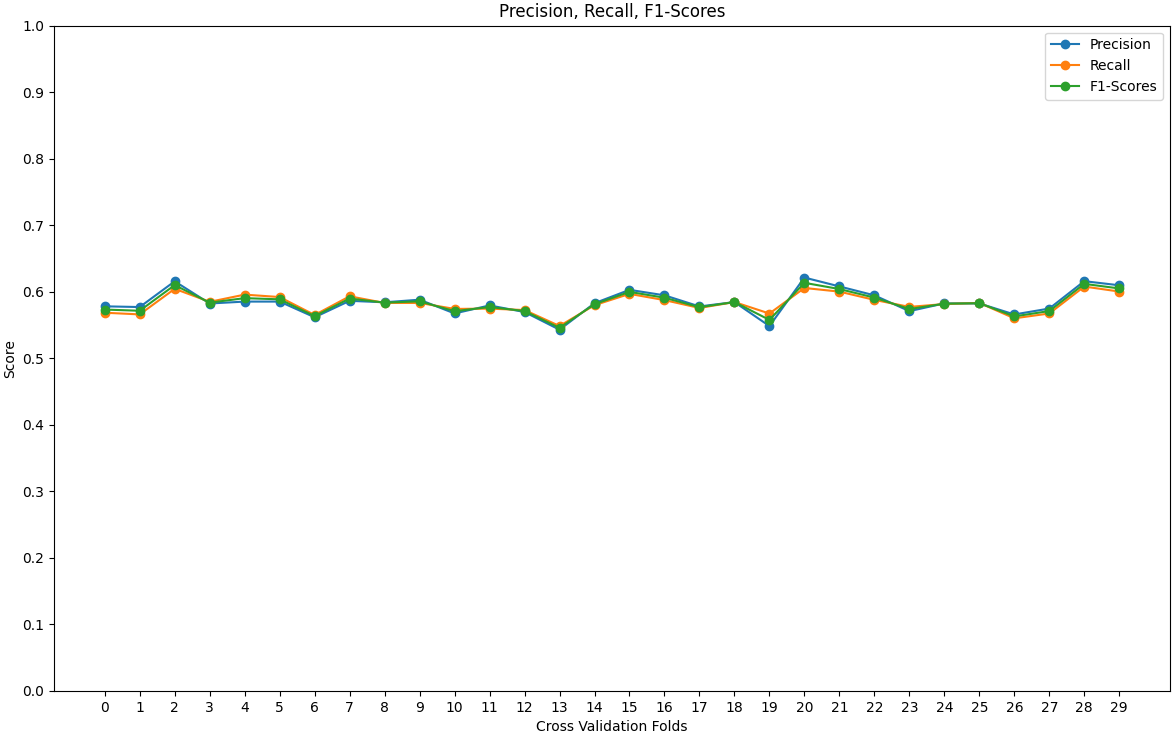 Precision, Recall, F1-Scores
1.0
0.9
0.8
0.7
0.6
0.5
0.4
0.3
0.2
0.1
0.0
Score
Precision
Recall
F1-Scores
0 1 2 3 4 5 6 7 8 9 10 11 12 13 14 15 16 17 18 19 20 21 22 23 24 25 26 27 28 29
Cross Validation Folds